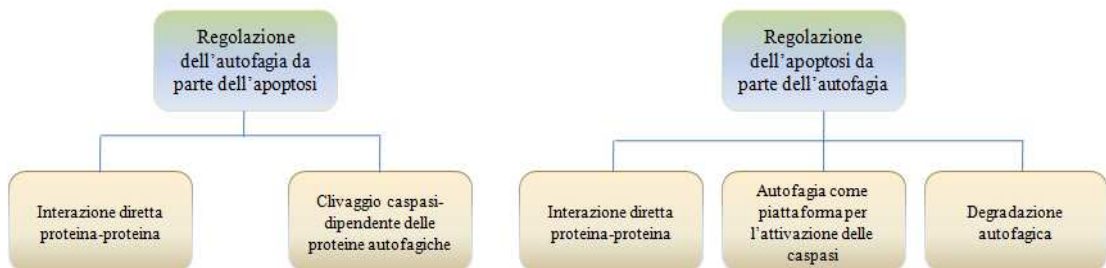 Regolazione
dell'autofagia da
parte dell'apoptosi
Interazione diretta
proteina-proteina
Clivaggio caspasi-
dipendente delle
proteine autofagiche
Regolazione
dell'apoptosi da
parte dell'autofagia
Interazione diretta
proteina-proteina
Autofagia come
piattaforma per
l'attivazione delle
caspasi
Degradazione
autofagica